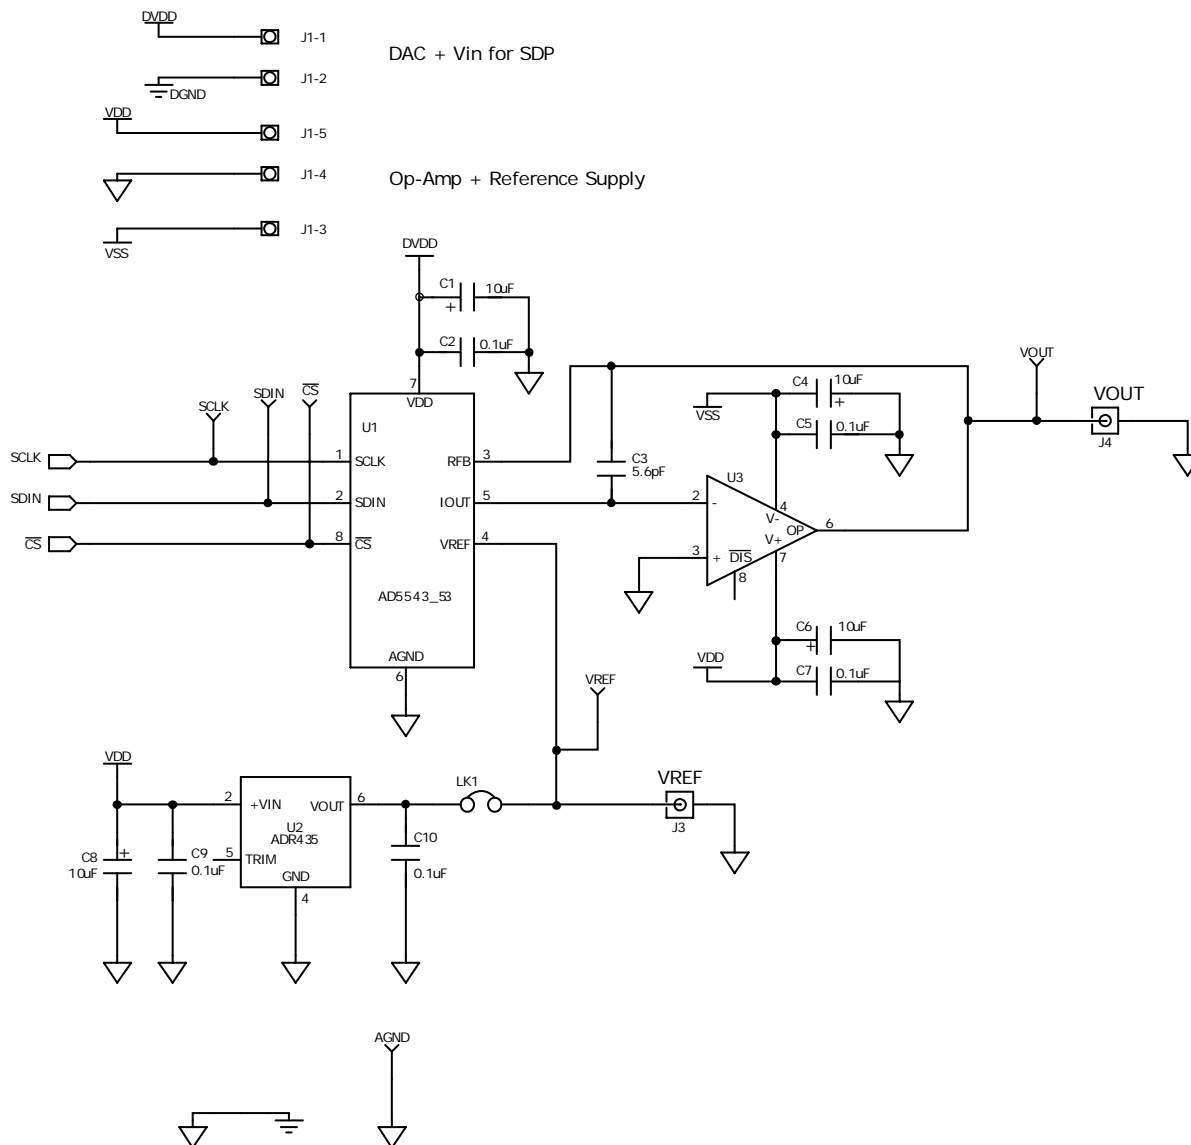 DVDD
J1-1
DAC + Vin for SDP
J1-2
DGND
VDD
J1-5
J1-4
Op-Amp + Reference Supply
J1-3
VSS
DVDD
C1
10uF
+
C2
0.1uF
7
VDD
U1
SCLK
SDIN
CS
SCLK
1
SCLK
RFB
3
SDIN
2
SDIN
IOUT
5
CS
8
CS
VREF
4
AD5543_53
AGND
6
C3
5.6pF
VSS
C4
10uF
+
C5
0.1uF
U3
2
-
4
V-
OP
6
V+
3
+
DIS
7
8
C6
10uF
+
VDD
C7
0.1uF
VOUT
VOUT
J4
VREF
VDD
2
+VIN
VOUT
6
U2
ADR435
5
TRIM
GND
4
C8
10uF
+
C9
0.1uF
C10
0.1uF
LK1
VREF
J3
AGND